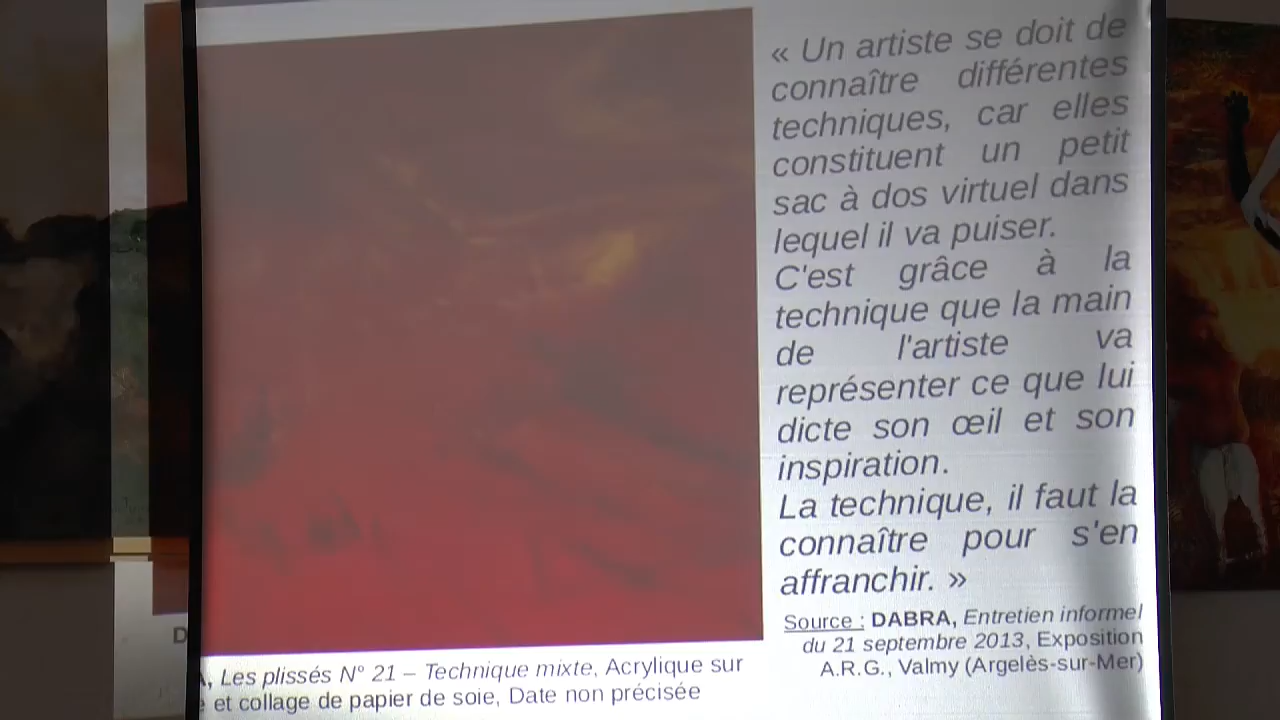 « Un artiste se doit de
connaître différentes
techniques, car elles
constituent un petit
sac à dos virtuel dans
lequel il va puiser.
C'est grâce à la
technique que la main
de l'artiste va
représenter ce que lui
dicte son œil et son
inspiration.
La technique, il faut la
connaître pour s'en
affranchir. »
Source : DABRA, Entretien informel
du 21 septembre 2013, Exposition
A.R.G., Valmy (Argelès-sur-Mer)
Les plissés N° 21 – Technique mixte, Acrylique sur
et collage de papier de soie, Date non précisée